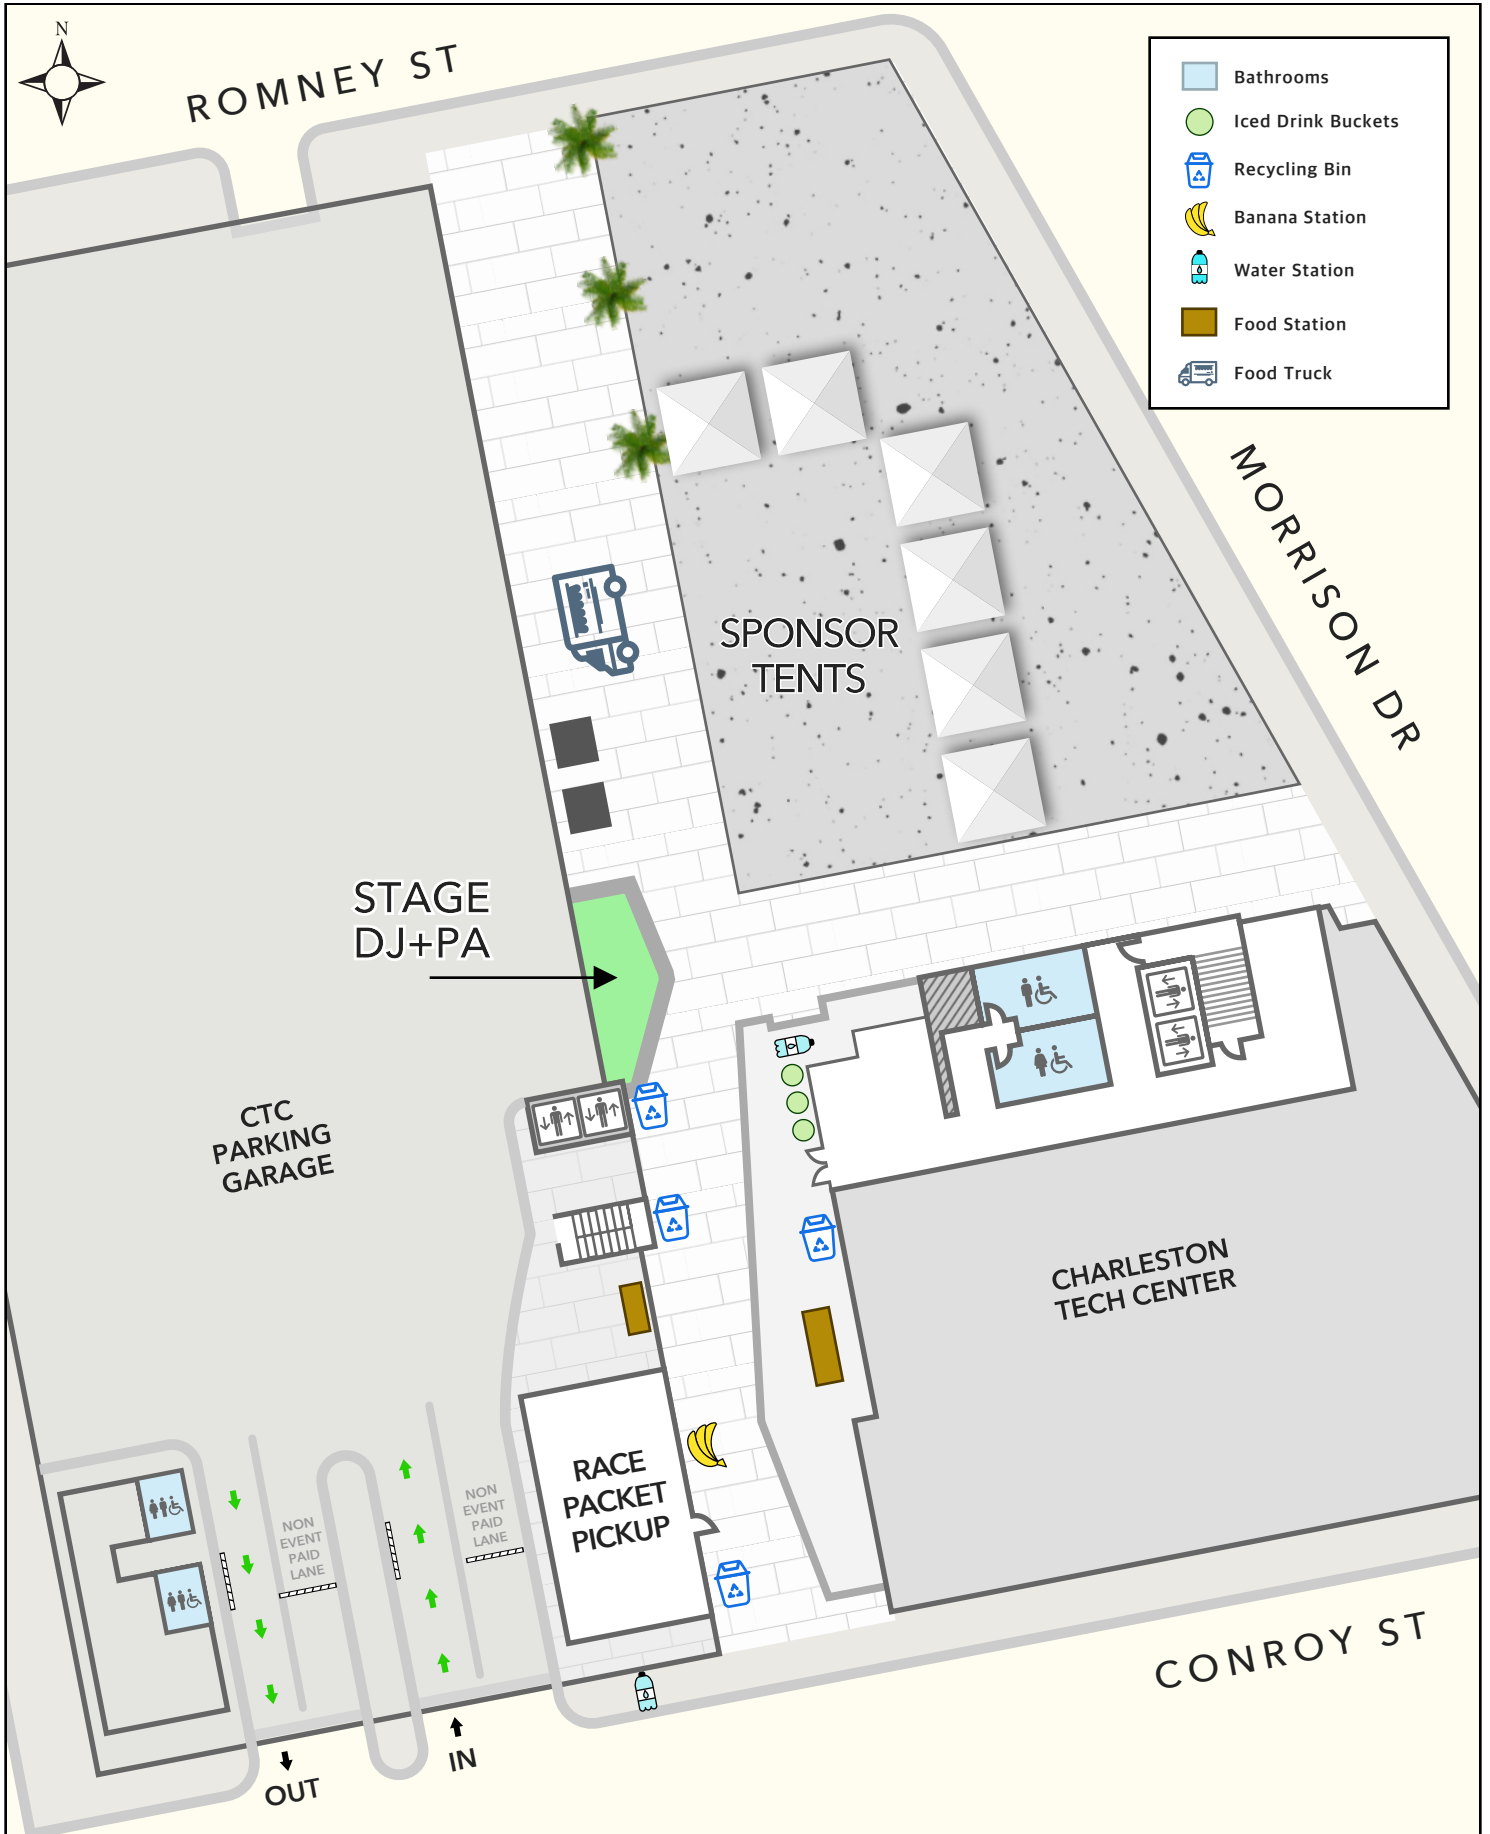 N
ROMNEY ST
Bathrooms
Iced Drink Buckets
Recycling Bin
Banana Station
Water Station
Food Station
Food Truck
MORRISON DR
SPONSOR
TENTS
STAGE
DJ+PA
CTC
PARKING
GARAGE
CHARLESTON
TECH CENTER
RACE
PACKET
PICKUP
NON
EVENT
PAID
LANE
NON
EVENT
PAID
LANE
CONROY ST
IN
OUT